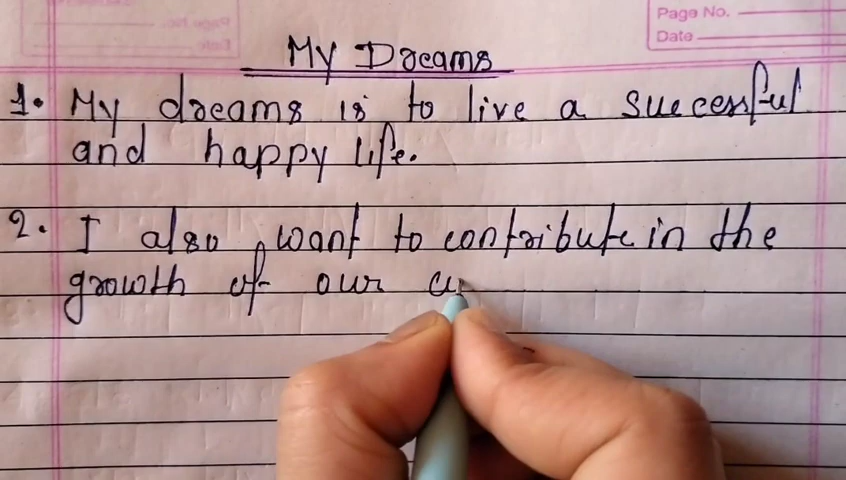 Page No.
Date
My Dreams
1. My dreams is to live a successful
and happy life.
2. I also want to contribute in the
growth of our